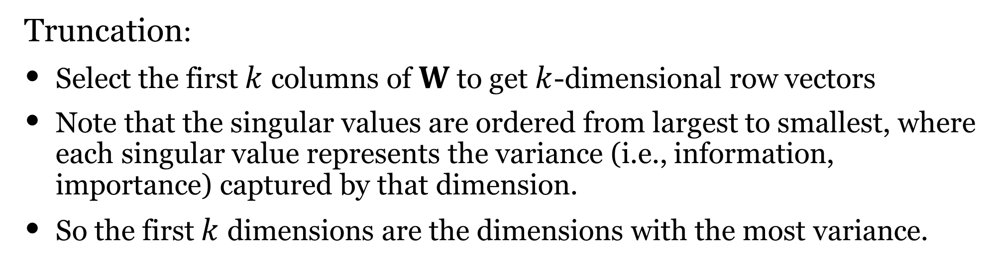 Truncation:
• Select the first k columns of W to get k-dimensional row vectors
• Note that the singular values are ordered from largest to smallest, where
each singular value represents the variance (i.e., information,
importance) captured by that dimension.
• So the first k dimensions are the dimensions with the most variance.